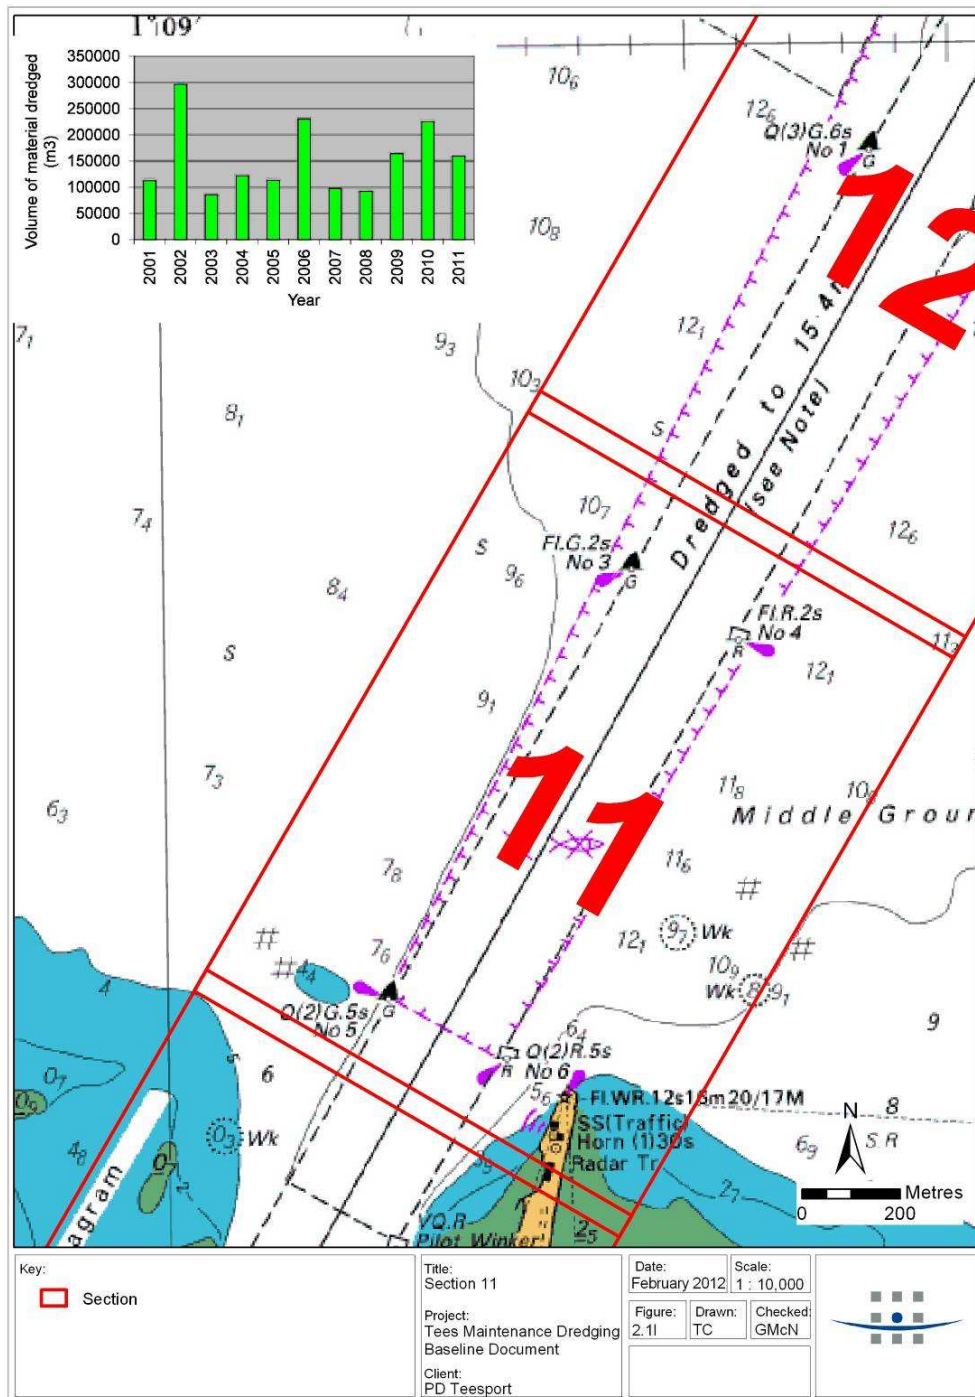 1°09'
350000
300000
250000
200000
150000
100000
50000
0
Volume of material dredged
(m3)
2001
2002
2003
2004
2005
2006
2007
2008
2009
2010
2011
Year
10₆
12₆
Q(3)G.6s
No 1
G
12
10₈
7₁
9₃
12₁
8₁
10₃
Dredged to 15·4m
(see Note)
S
10₇
7₄
12₆
Fl.G.2s
No 3
G
S
9₆
8₄
Fl.R.2s
No 4
R
S
11₂
12₁
9₁
7₃
6₃
11₈
10₈
Middle Groun
11
7₈
11₆
7₆
4₄
12₁
9₇ Wk
10₉
Wk 8 9₁
Q(2)G.5s
No 5
G
4
9
6
6₄
Q(2)R.5s
No 6
R
5₆
Fl.WR.12s16m20/17M
0₇
0₉
0₃ Wk
SS(Traffic)
Horn (1)30s
Radar Tr
8
S.R
6₉
N
4₈
2₇
agram
2
Metres
0 200
VQ.R
Pilot Winker
2₅
Key:
Section
Title:
Section 11
Project:
Tees Maintenance Dredging
Baseline Document
Client:
PD Teesport
Date:
February 2012
Scale:
1 : 10,000
Figure:
2.1l
Drawn:
TC
Checked:
GMcN